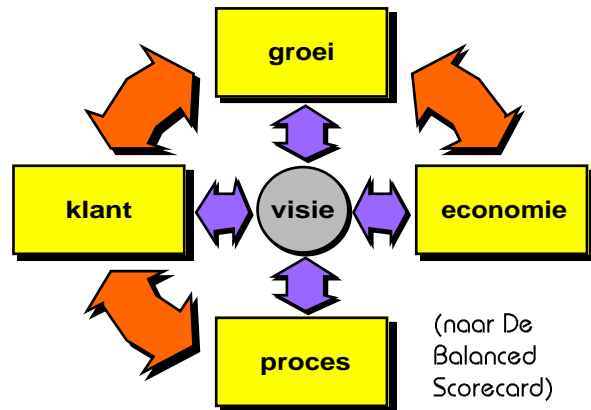 groei
klant
visie
economie
proces
(naar De
Balanced
Scorecard)